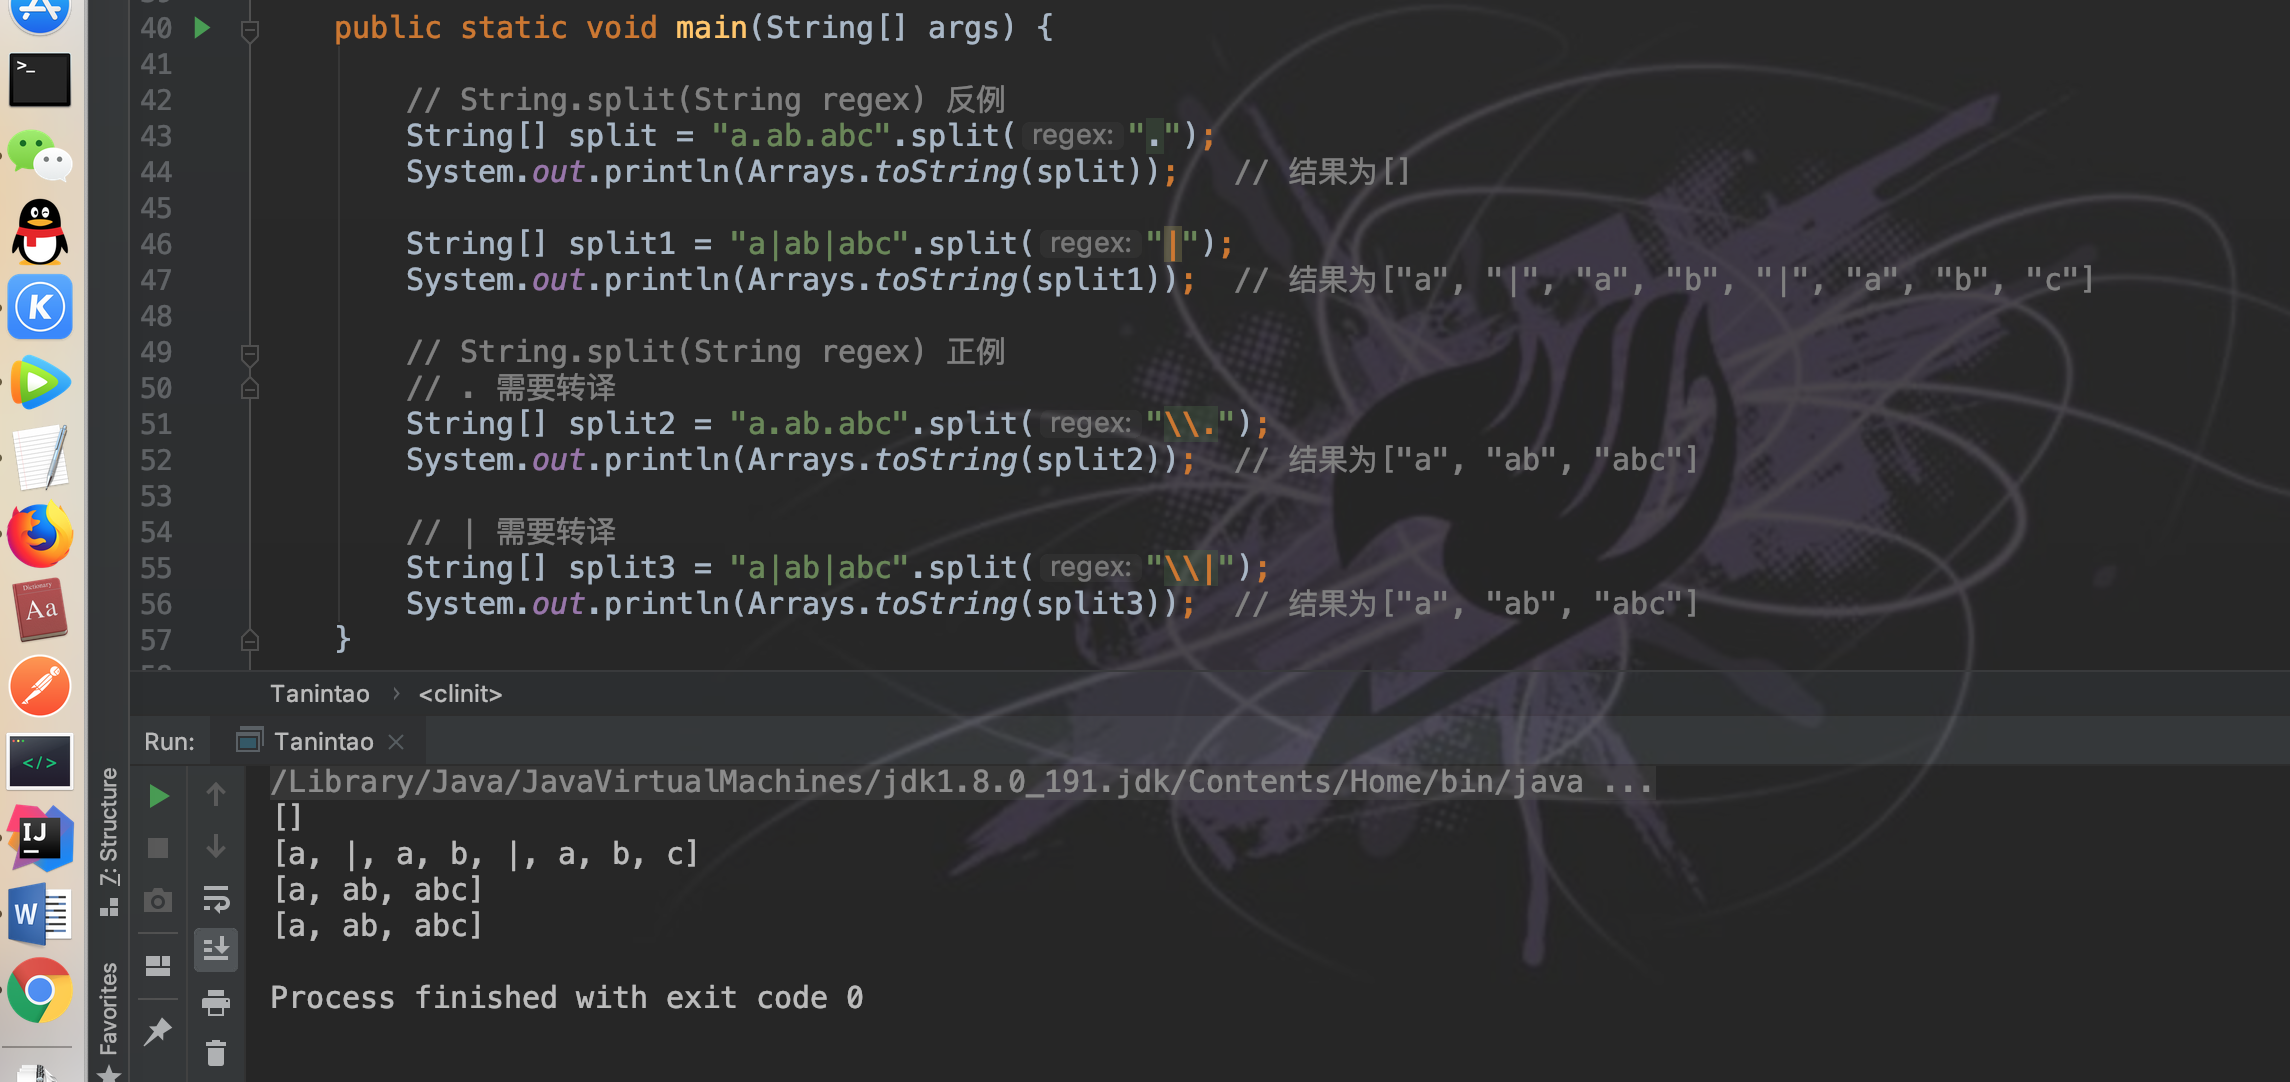 40 public static void main(String[] args) {
41
42 // String.split(String regex) 反例
43 String[] split = "a.ab.abc".split( regex: ".");
44 System.out.println(Arrays.toString(split)); // 结果为[]
45
46 String[] split1 = "a|ab|abc".split( regex: "|");
47 System.out.println(Arrays.toString(split1)); // 结果为["a", "|", "a", "b", "|", "a", "b", "c"]
48
49 // String.split(String regex) 正例
50 // . 需要转译
51 String[] split2 = "a.ab.abc".split( regex: "\\.");
52 System.out.println(Arrays.toString(split2)); // 结果为["a", "ab", "abc"]
53
54 // | 需要转译
55 String[] split3 = "a|ab|abc".split( regex: "\\|");
56 System.out.println(Arrays.toString(split3)); // 结果为["a", "ab", "abc"]
57 }
Tanintao › <clinit>
Run: Tanintao
/Library/Java/JavaVirtualMachines/jdk1.8.0_191.jdk/Contents/Home/bin/java ...
[]
[a, |, a, b, |, a, b, c]
[a, ab, abc]
[a, ab, abc]
Process finished with exit code 0
Z: Structure
Favorites
>_
K
Dictionary
Aa
</>
IJ
W